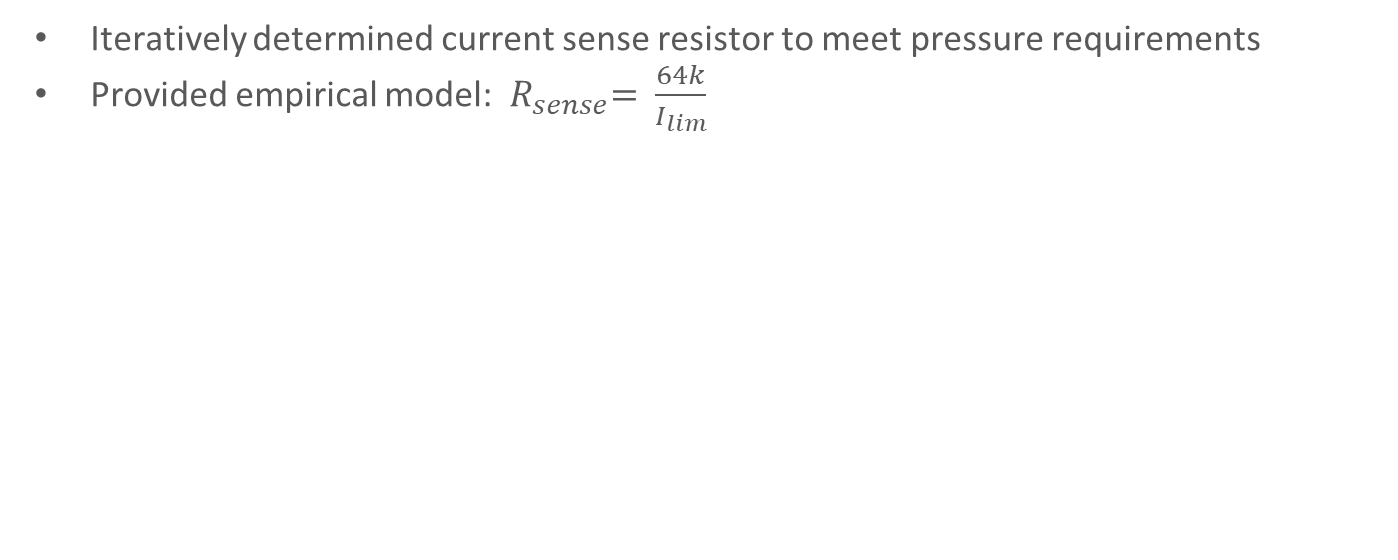 • Iteratively determined current sense resistor to meet pressure requirements
• Provided empirical model: R_sense = 64k / I_lim